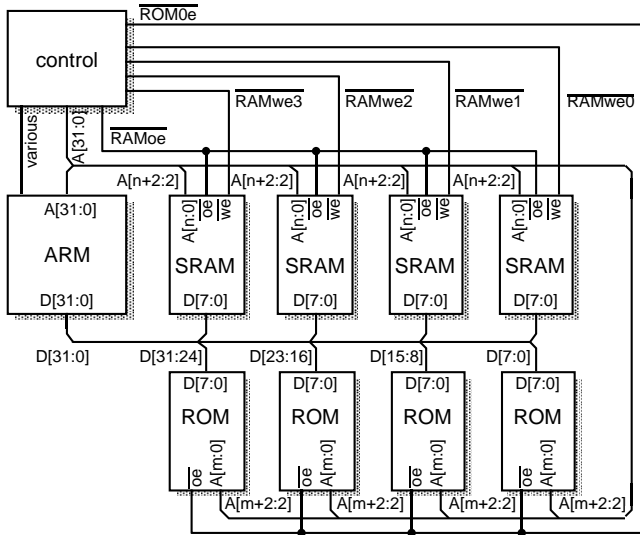 ROM0e
control
RAMwe3 RAMwe2 RAMwe1 RAMwe0
various A[31:0] RAMoe
A[n+2:2] A[n+2:2] A[n+2:2] A[n+2:2]
A[31:0] A[n:0] oe we A[n:0] oe we A[n:0] oe we A[n:0] oe we
ARM SRAM SRAM SRAM SRAM
D[31:0] D[7:0] D[7:0] D[7:0] D[7:0]
D[31:0] D[31:24] D[23:16] D[15:8] D[7:0]
D[7:0] D[7:0] D[7:0] D[7:0]
ROM ROM ROM ROM
oe A[m:0] oe A[m:0] oe A[m:0] oe A[m:0]
A[m+2:2] A[m+2:2] A[m+2:2] A[m+2:2]